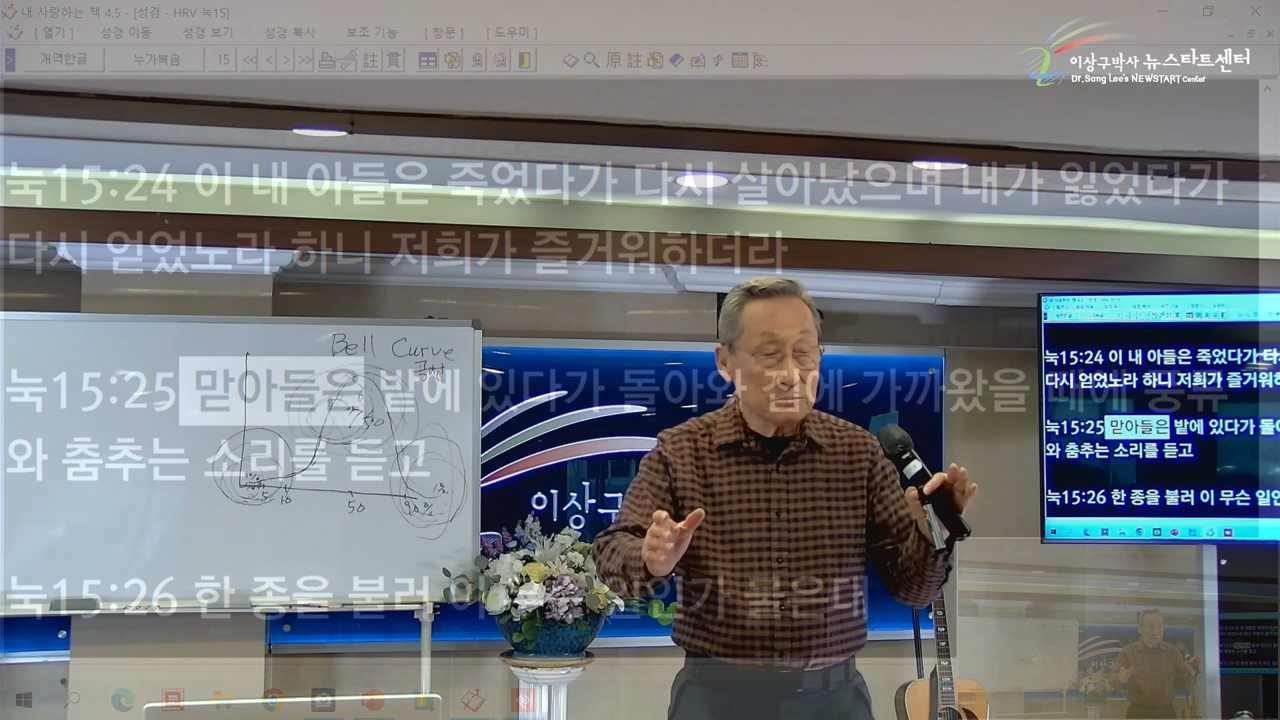 내 사랑하는 책 4.5 - [성경 - HRV 눅15]
[ 열기 ] 성경 이동 성경 보기 성경 복사 보조 기능 [ 창문 ] [ 도우미 ]
개역한글 누가복음 15 << < > >>
이상구박사 뉴스타트센터
Dr. Sang Lee's NEWSTART Center
눅15:24 이 내 아들은 죽었다가 다시 살아났으며 내가 잃었다가
다시 얻었노라 하니 저희가 즐거워하더라
눅15:25 맏아들은 밭에 있다가 돌아와 집에 가까왔을 때에 풍류
와 춤추는 소리를 듣고
눅15:26 한 종을 불러 이 무슨 일인가 물은대
Bell Curve
곡선
50
10
50
90%
1%
이상구
눅15:24 이 내 아들은 죽었다가 다
다시 얻었노라 하니 저희가 즐거워
눅15:25 맏아들은 밭에 있다가 돌
와 춤추는 소리를 듣고
눅15:26 한 종을 불러 이 무슨 일인